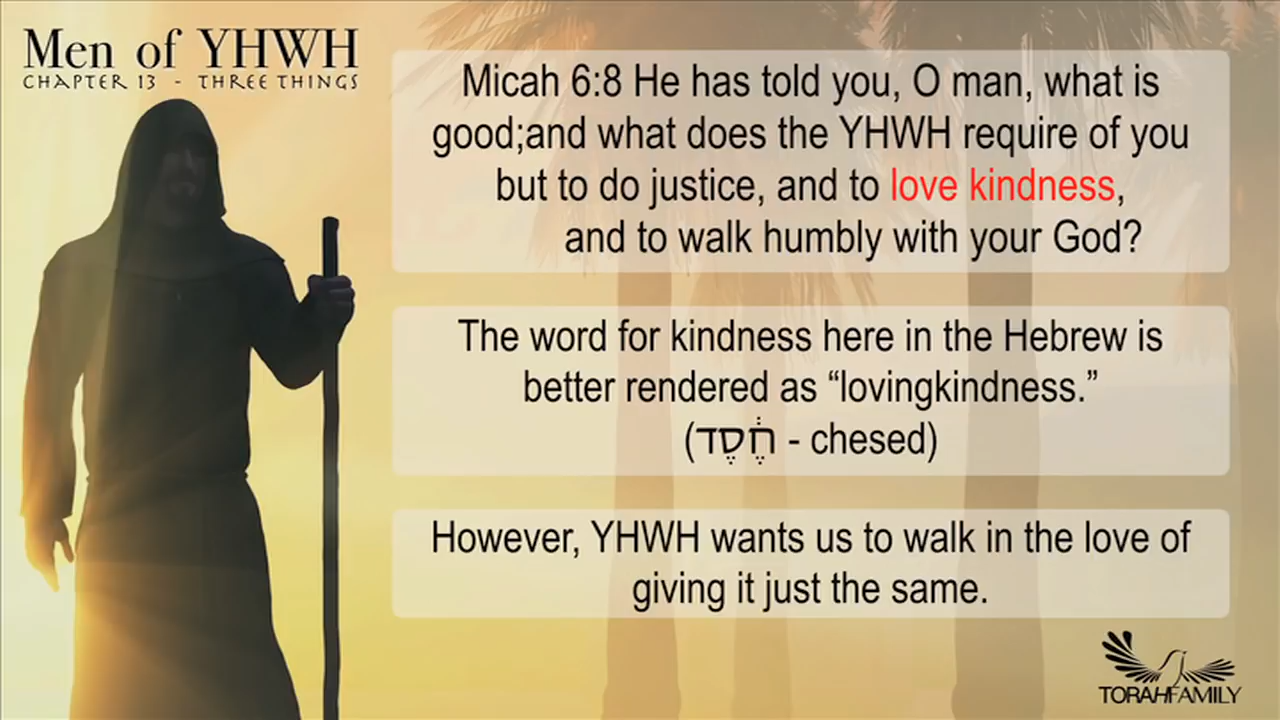 Men of YHWH
CHAPTER 13 - THREE THINGS
Micah 6:8 He has told you, O man, what is
good;and what does the YHWH require of you
but to do justice, and to love kindness,
and to walk humbly with your God?
The word for kindness here in the Hebrew is
better rendered as “lovingkindness.”
(חֶ֔סֶד - chesed)
However, YHWH wants us to walk in the love of
giving it just the same.
TORAHFAMILY